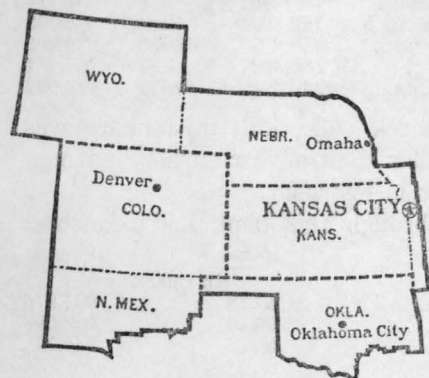 WYO.
NEBR. Omaha
Denver
COLO.
KANSAS CITY
KANS.
N. MEX.
OKLA.
Oklahoma City